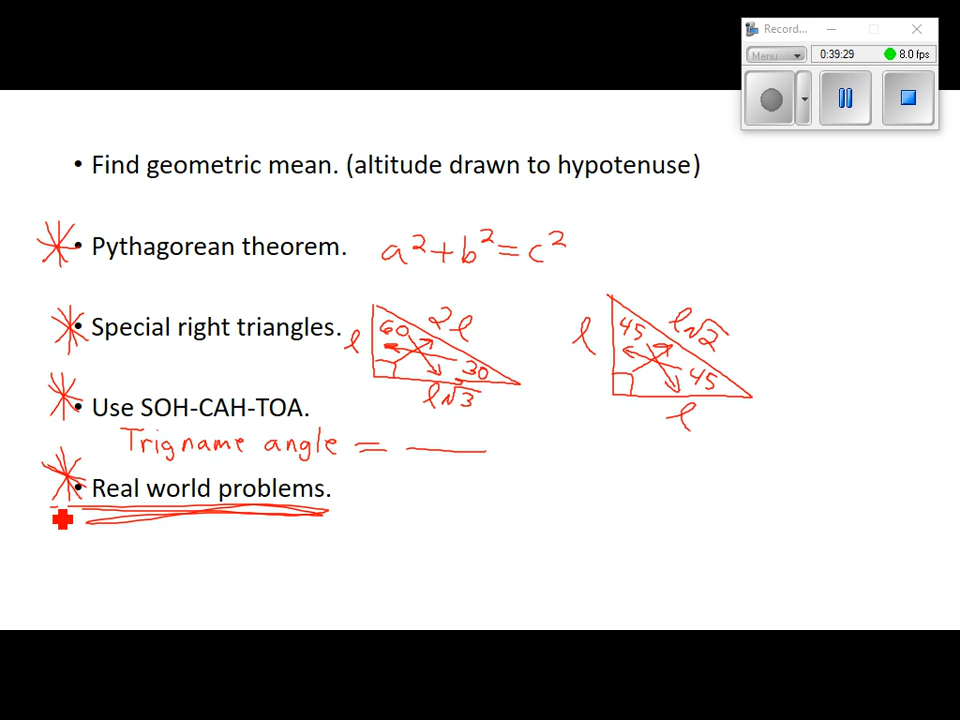 Record...
Menu
0:39:29 8.0 fps
• Find geometric mean. (altitude drawn to hypotenuse)
• Pythagorean theorem. a²+b²=c²
• Special right triangles.
l 60 2l 30 l√3
l 45 l√2 45 l
• Use SOH-CAH-TOA.
Trigname angle = ____
• Real world problems.